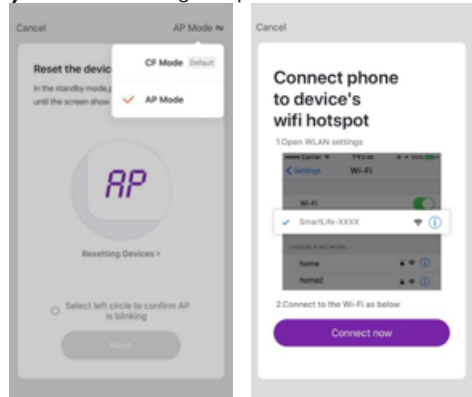 Cancel
AP Mode ⇋
CF Mode Default
AP Mode
Reset the devic
In the standby mode,p
until the screen show
AP
Resetting Devices >
Select left circle to confirm AP
is blinking
Next
Cancel
Connect phone
to device's
wifi hotspot
1.Open WLAN settings
Carrier
Settings
Wi-Fi
Wi-Fi
SmartLife-XXXX
CHOOSE A NETWORK...
home
home2
2.Connect to the Wi-Fi as below
Connect now